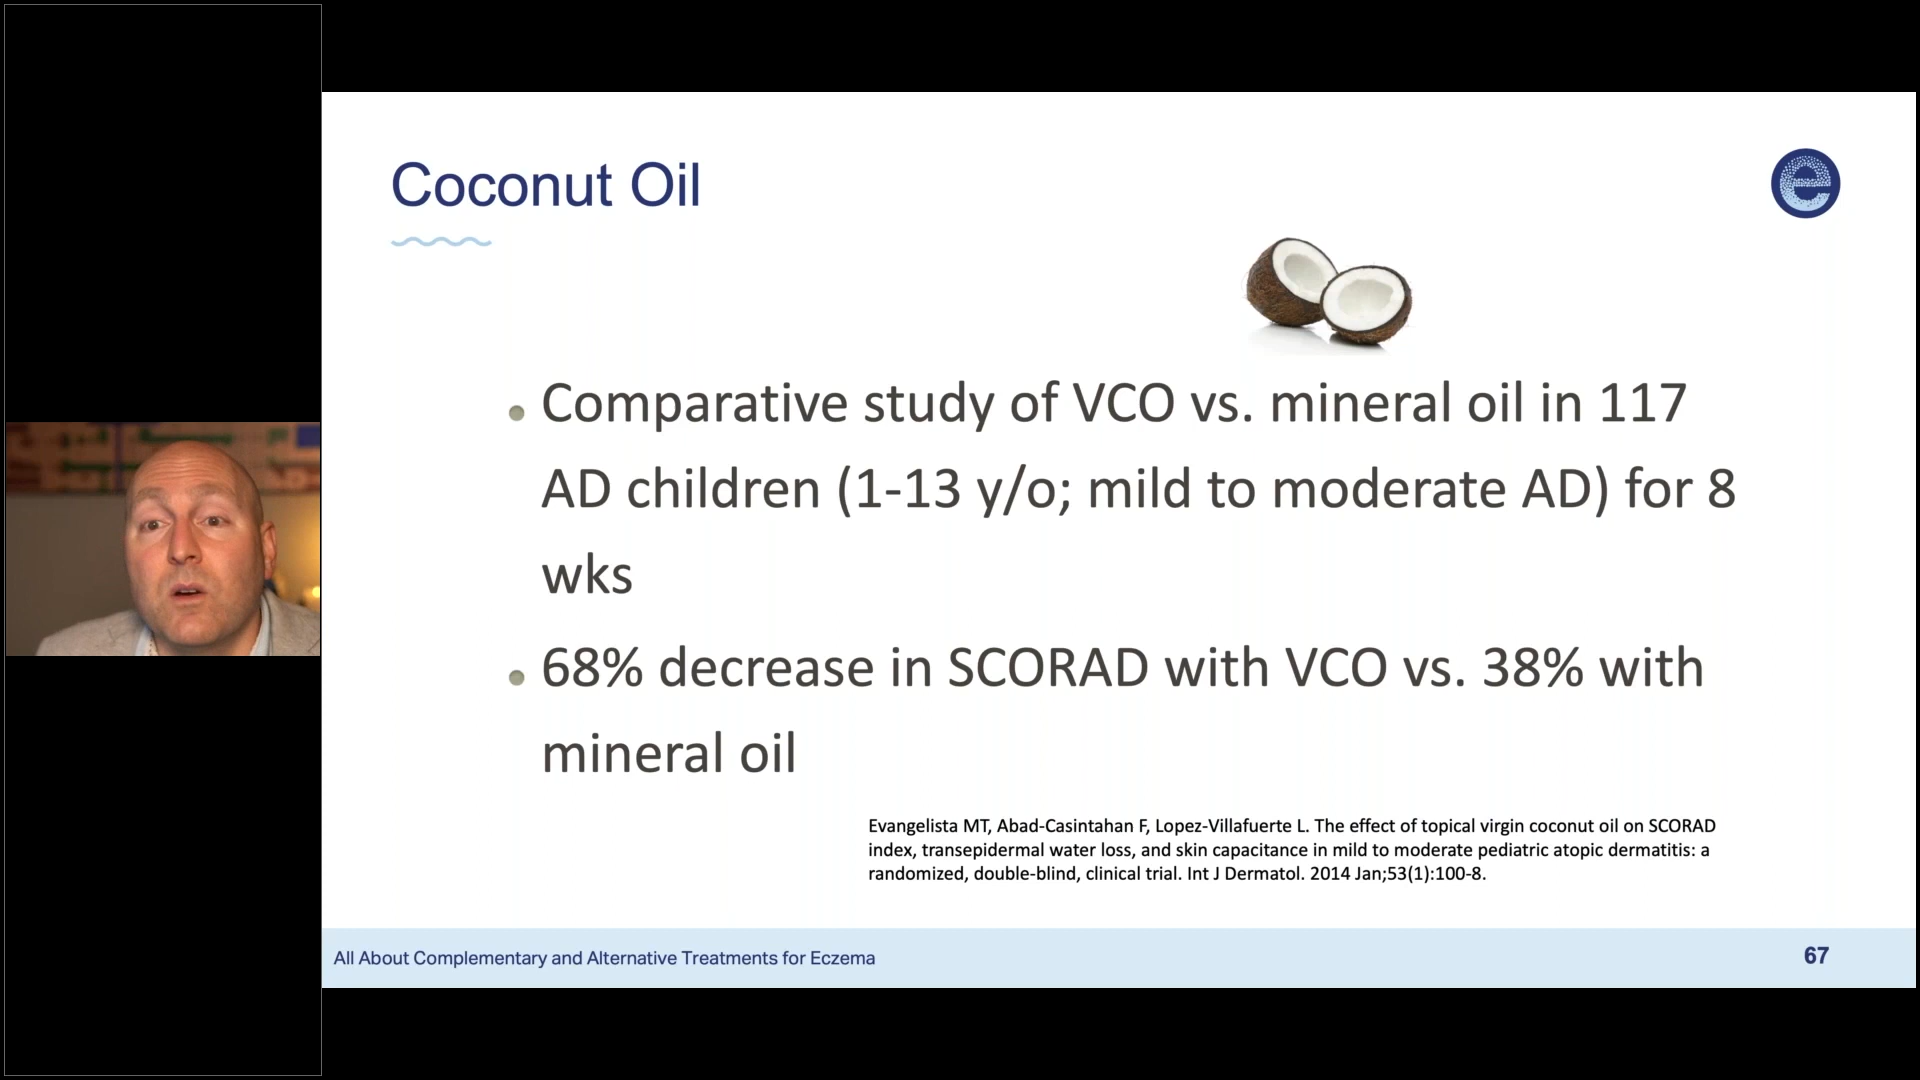 Coconut Oil
e
Comparative study of VCO vs. mineral oil in 117
AD children (1-13 y/o; mild to moderate AD) for 8
wks
68% decrease in SCORAD with VCO vs. 38% with
mineral oil
Evangelista MT, Abad-Casintahan F, Lopez-Villafuerte L. The effect of topical virgin coconut oil on SCORAD
index, transepidermal water loss, and skin capacitance in mild to moderate pediatric atopic dermatitis: a
randomized, double-blind, clinical trial. Int J Dermatol. 2014 Jan;53(1):100-8.
All About Complementary and Alternative Treatments for Eczema
67